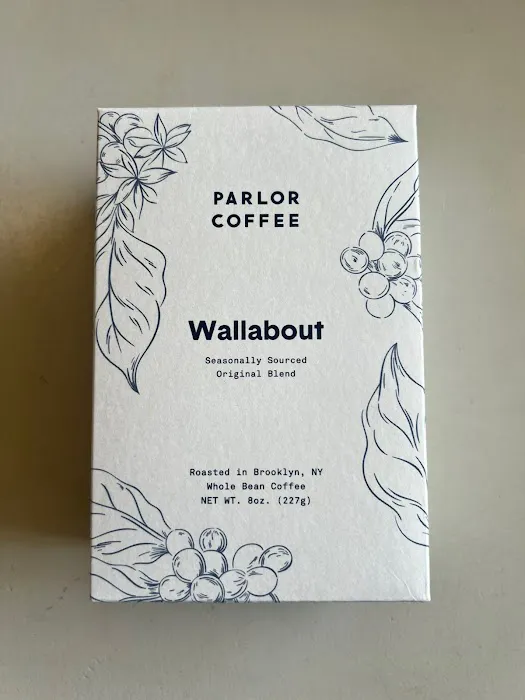 PARLOR
COFFEE
Wallabout
Seasonally Sourced
Original Blend
Roasted in Brooklyn, NY
Whole Bean Coffee
NET WT. 8oz. (227g)